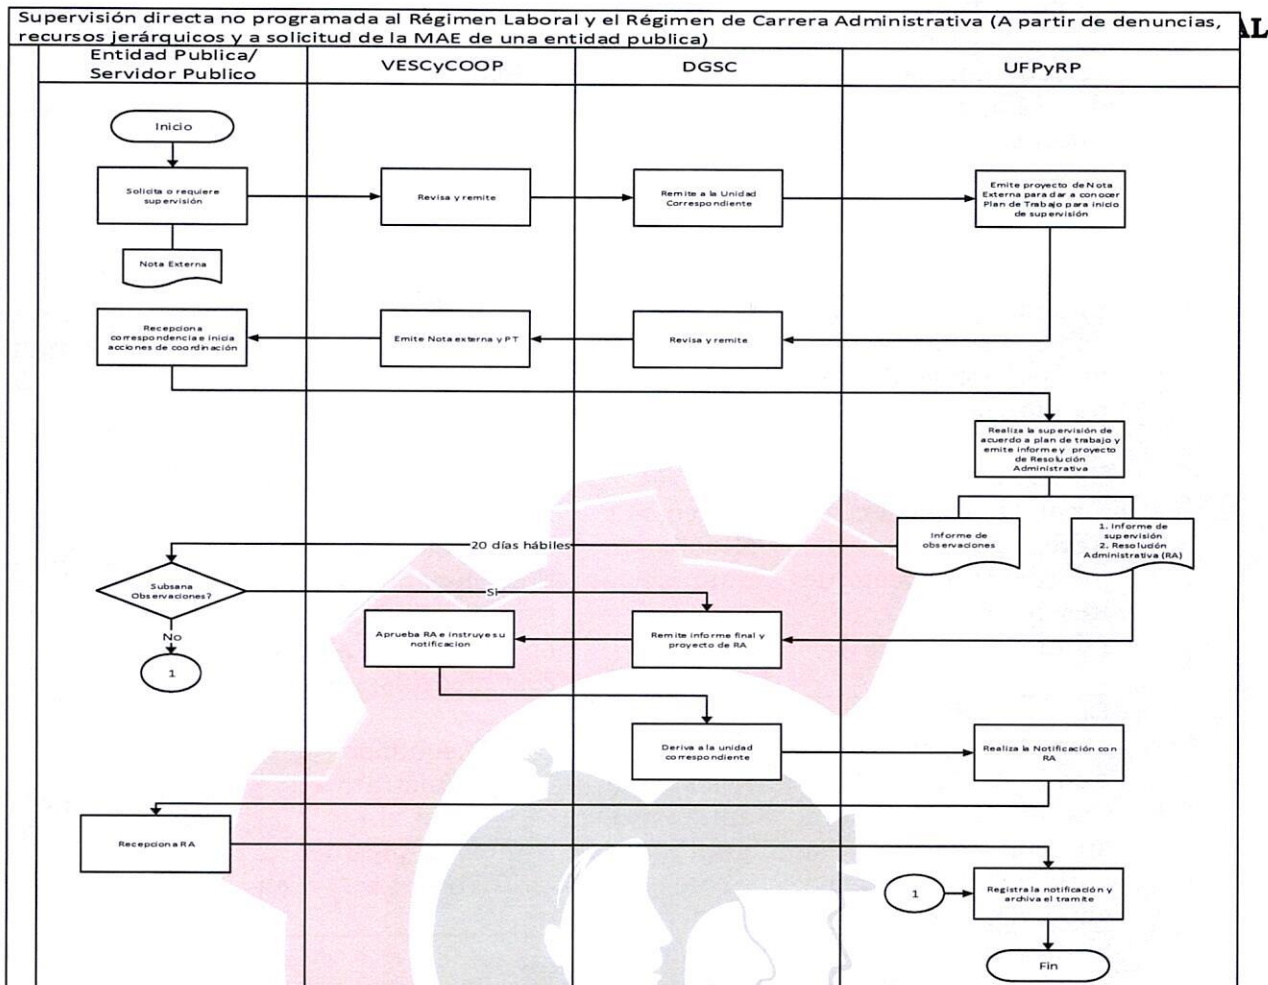 Supervisión directa no programada al Régimen Laboral y el Régimen de Carrera Administrativa (A partir de denuncias,
recursos jerárquicos y a solicitud de la MAE de una entidad publica)
AL
Entidad Publica/
Servidor Publico
VESCyCOOP
DGSC
UFPyRP
Inicio
Solicita o requiere
supervisión
Revisa y remite
Remite a la Unidad
Correspondiente
Emite proyecto de Nota
Externa para dar a conocer
Plan de Trabajo para inicio
de supervisión
Nota Externa
Recepciona
correspondencia e inicia
acciones de coordinación
Emite Nota externa y PT
Revisa y remite
Realiza la supervisión de
acuerdo a plan de trabajo y
emite informe y proyecto
de Resolución
Administrativa
20 días hábiles
Informe de
observaciones
1. Informe de
supervisión
2. Resolución
Administrativa (RA)
Subsana
Observaciones?
Si
No
1
Aprueba RA e instruye su
notificacion
Remite informe final y
proyecto de RA
Deriva a la unidad
correspondiente
Realiza la Notificación con
RA
Recepciona RA
1
Registra la notificación y
archiva el tramite
Fin